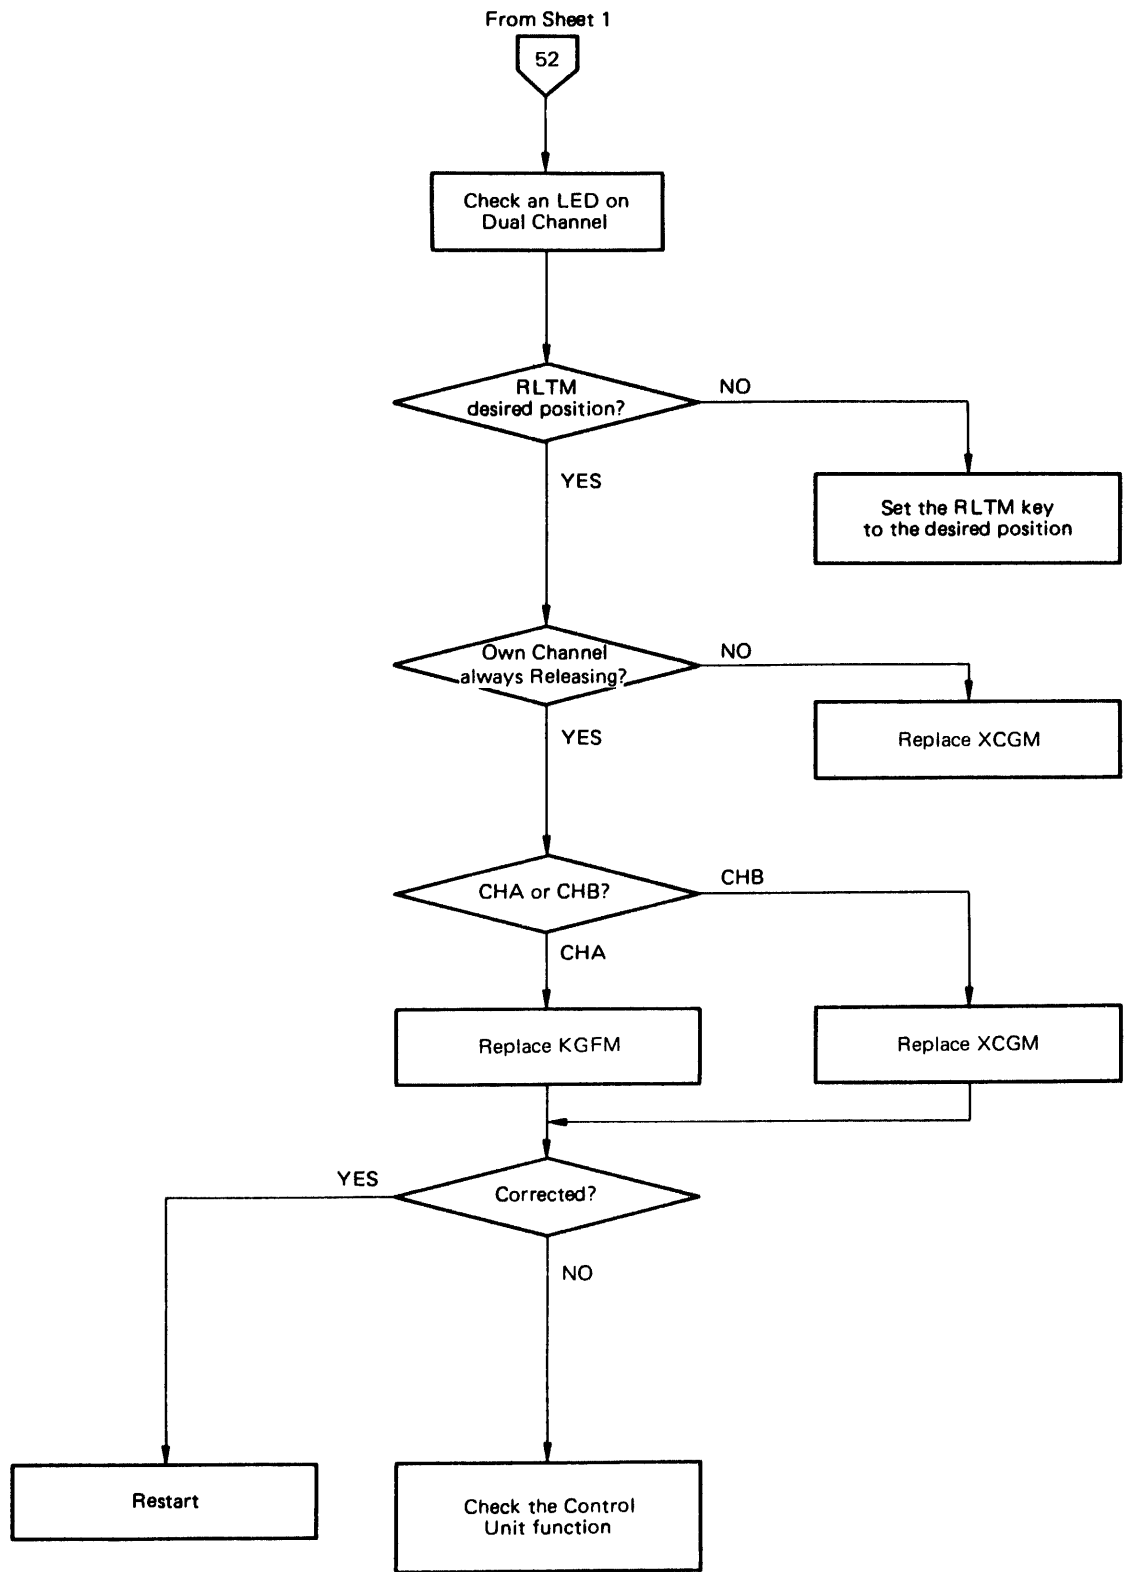 From Sheet 1
52
Check an LED on
Dual Channel
RLTM
desired position?
NO
YES
Set the RLTM key
to the desired position
Own Channel
always Releasing?
NO
YES
Replace XCGM
CHA or CHB?
CHB
CHA
Replace KGFM
Replace XCGM
Corrected?
YES
NO
Restart
Check the Control
Unit function